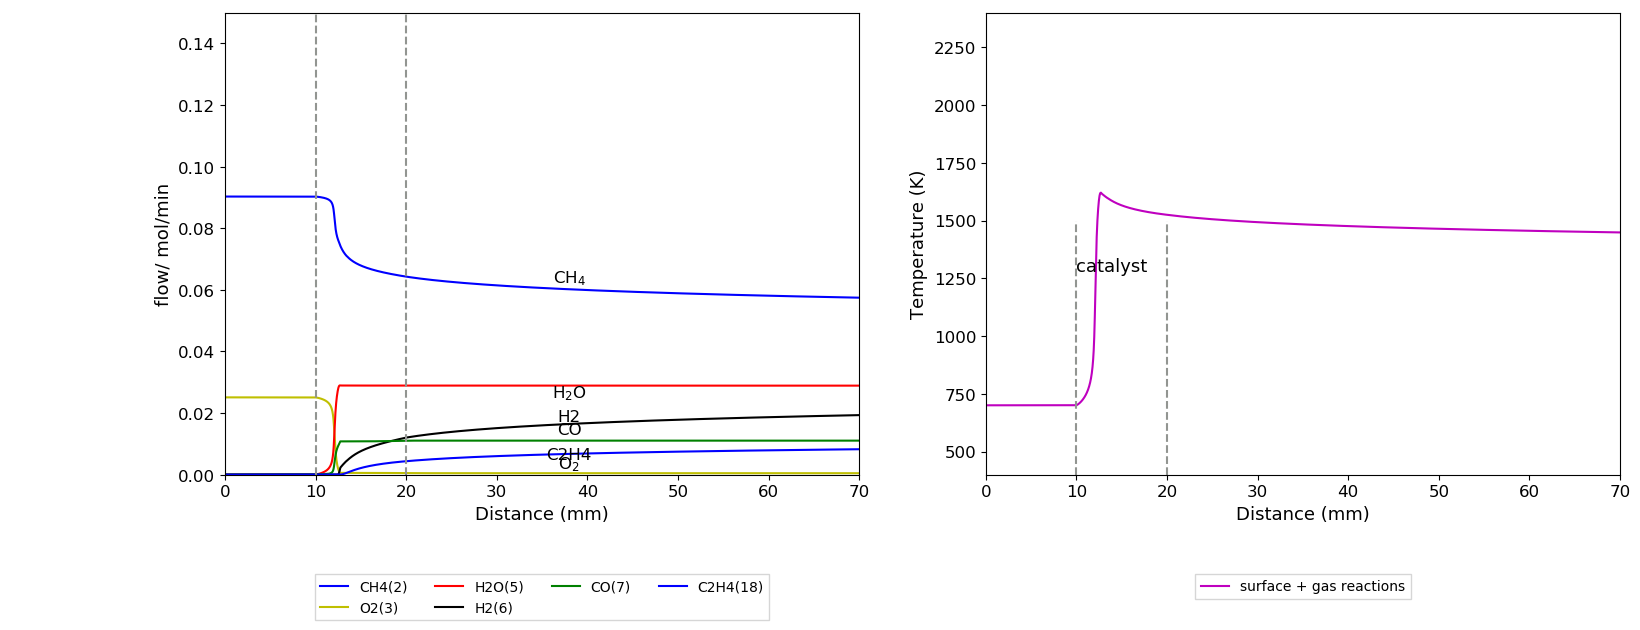 0.14
0.12
0.10
0.08
0.06
0.04
0.02
0.00
flow/ mol/min
CH4
H2O
H2
CO
C2H4
O2
0 10 20 30 40 50 60 70
Distance (mm)
CH4(2) H2O(5) CO(7) C2H4(18)
O2(3) H2(6)
2250
2000
1750
1500
1250
1000
750
500
Temperature (K)
catalyst
0 10 20 30 40 50 60 70
Distance (mm)
surface + gas reactions